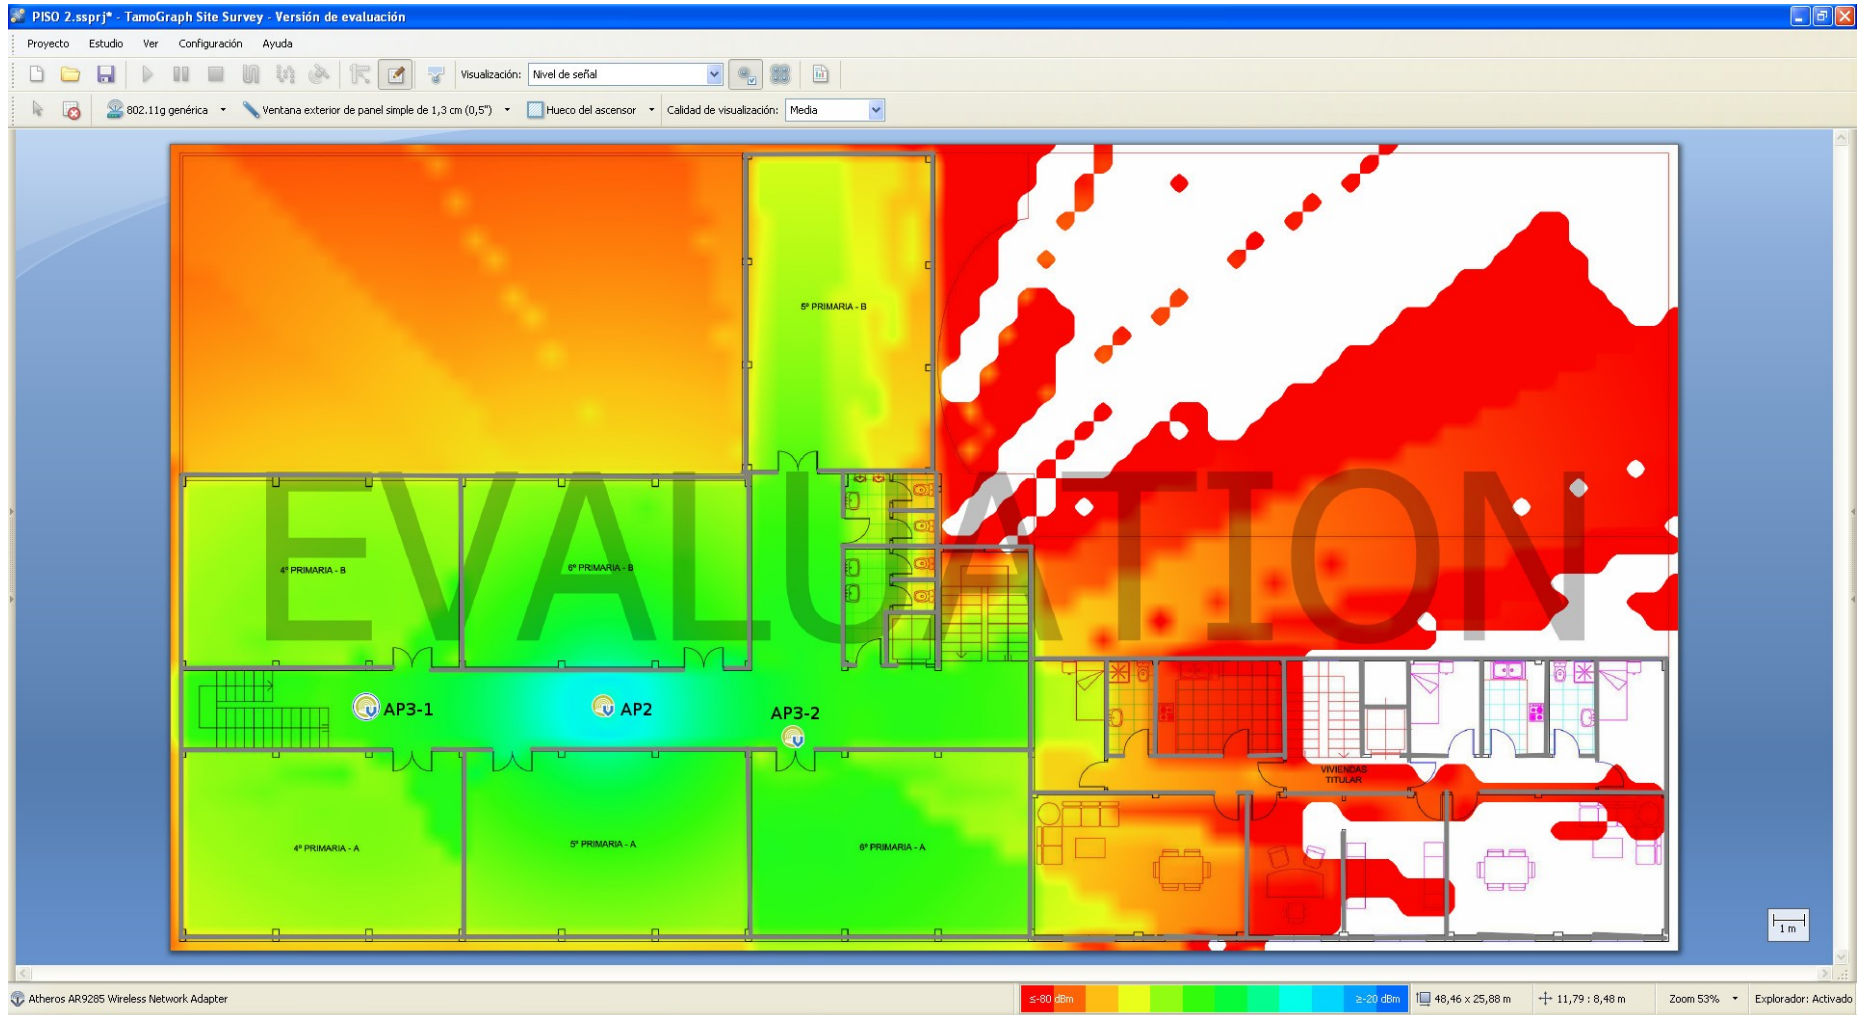 PISO 2.ssprj* - TamoGraph Site Survey - Versión de evaluación
Proyecto Estudio Ver Configuración Ayuda
Visualización: Nivel de señal
802.11g genérica Ventana exterior de panel simple de 1,3 cm (0,5") Hueco del ascensor Calidad de visualización: Media
5º PRIMARIA - B
EVALUATION
4º PRIMARIA - B
6º PRIMARIA - B
AP3-1
AP2
AP3-2
VIVIENDAS
TITULAR
4º PRIMARIA - A
5º PRIMARIA - A
6º PRIMARIA - A
1 m
Atheros AR9285 Wireless Network Adapter
≤-80 dBm ≥-20 dBm 48,46 x 25,88 m 11,79 : 8,48 m Zoom 53% Explorador: Activado